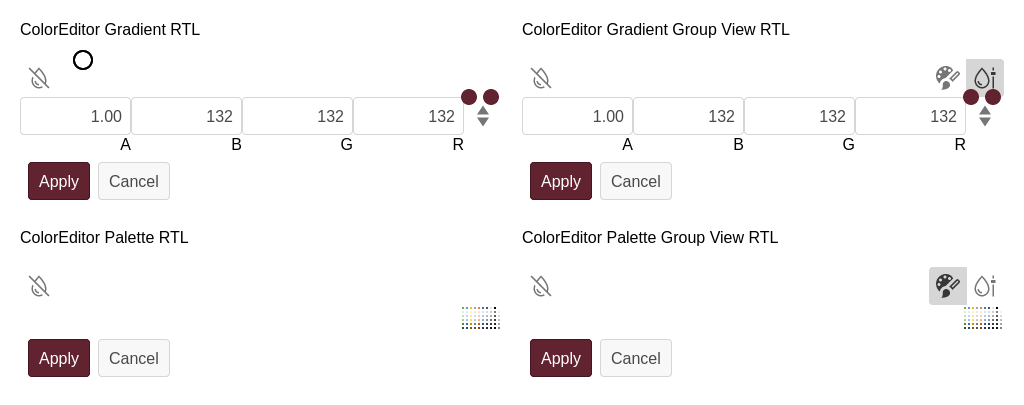 ColorEditor Gradient RTL
1.00 132 132 132
A B G R
Apply Cancel
ColorEditor Gradient Group View RTL
1.00 132 132 132
A B G R
Apply Cancel
ColorEditor Palette RTL
Apply Cancel
ColorEditor Palette Group View RTL
Apply Cancel